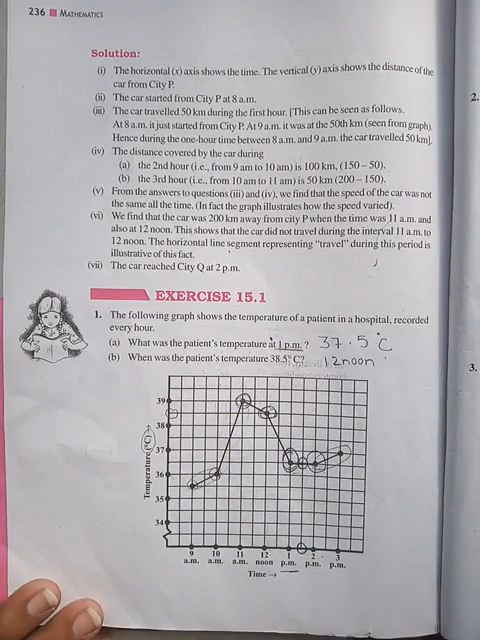 236 MATHEMATICS
Solution:
(i) The horizontal (x) axis shows the time. The vertical (y) axis shows the distance of the
car from City P.
(ii) The car started from City P at 8 a.m.
(iii) The car travelled 50 km during the first hour. [This can be seen as follows.
At 8 a.m. it just started from City P. At 9 a.m. it was at the 50th km (seen from graph).
Hence during the one-hour time between 8 a.m. and 9 a.m. the car travelled 50 km].
(iv) The distance covered by the car during
(a) the 2nd hour (i.e., from 9 am to 10 am) is 100 km, (150 – 50).
(b) the 3rd hour (i.e., from 10 am to 11 am) is 50 km (200 – 150).
(v) From the answers to questions (iii) and (iv), we find that the speed of the car was not
the same all the time. (In fact the graph illustrates how the speed varied).
(vi) We find that the car was 200 km away from city P when the time was 11 a.m. and
also at 12 noon. This shows that the car did not travel during the interval 11 a.m. to
12 noon. The horizontal line segment representing “travel” during this period is
illustrative of this fact.
(vii) The car reached City Q at 2 p.m.
EXERCISE 15.1
1. The following graph shows the temperature of a patient in a hospital, recorded
every hour.
(a) What was the patient's temperature at 1 p.m. ? 37.5°C
(b) When was the patient's temperature 38.5° C? 12noon
39
38
37
36
35
34
Temperature (°C) →
9 10 11 12 1 2 3
a.m. a.m. a.m. noon p.m. p.m. p.m.
Time →
2.
3.